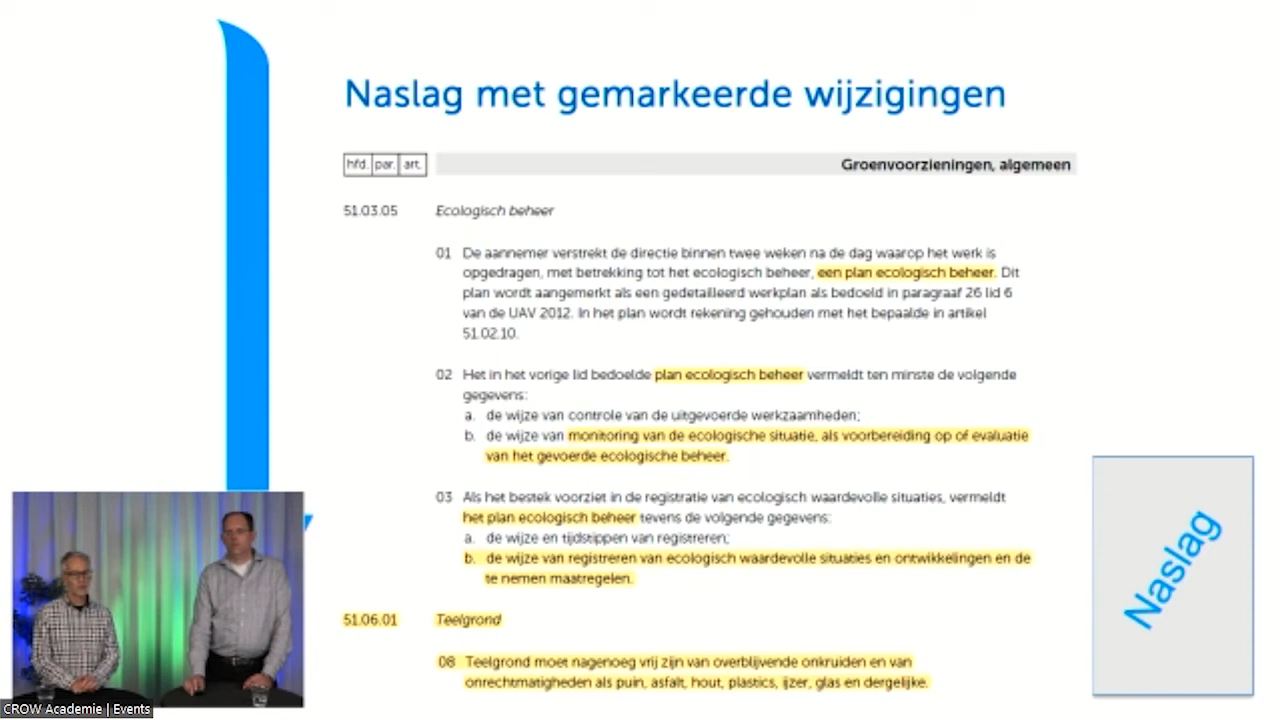 Naslag met gemarkeerde wijzigingen
hfd. par. art.
Groenvoorzieningen, algemeen
51.03.05 Ecologisch beheer
01 De aannemer verstrekt de directie binnen twee weken na de dag waarop het werk is
opgedragen, met betrekking tot het ecologisch beheer, een plan ecologisch beheer. Dit
plan wordt aangemerkt als een gedetailleerd werkplan als bedoeld in paragraaf 26 lid 6
van de UAV 2012. In het plan wordt rekening gehouden met het bepaalde in artikel
51.02.10.
02 Het in het vorige lid bedoelde plan ecologisch beheer vermeldt ten minste de volgende
gegevens:
a. de wijze van controle van de uitgevoerde werkzaamheden;
b. de wijze van monitoring van de ecologische situatie, als voorbereiding op of evaluatie
van het gevoerde ecologische beheer.
03 Als het bestek voorziet in de registratie van ecologisch waardevolle situaties, vermeldt
het plan ecologisch beheer tevens de volgende gegevens:
a. de wijze en tijdstippen van registreren;
b. de wijze van registreren van ecologisch waardevolle situaties en ontwikkelingen en de
te nemen maatregelen.
51.06.01 Teelgrond
08 Teelgrond moet nagenoeg vrij zijn van overblijvende onkruiden en van
onrechtmatigheden als puin, asfalt, hout, plastics, ijzer, glas en dergelijke.
Naslag
CROW Academie | Events